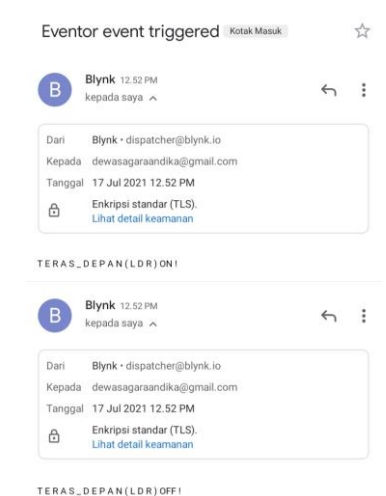 Eventor event triggered Kotak Masuk
B
Blynk 12.52 PM
kepada saya
Dari Blynk • dispatcher@blynk.io
Kepada dewasagaraandika@gmail.com
Tanggal 17 Jul 2021 12.52 PM
Enkripsi standar (TLS).
Lihat detail keamanan
TERAS_DEPAN(LDR)ON!
B
Blynk 12.52 PM
kepada saya
Dari Blynk • dispatcher@blynk.io
Kepada dewasagaraandika@gmail.com
Tanggal 17 Jul 2021 12.52 PM
Enkripsi standar (TLS).
Lihat detail keamanan
TERAS_DEPAN(LDR)OFF!